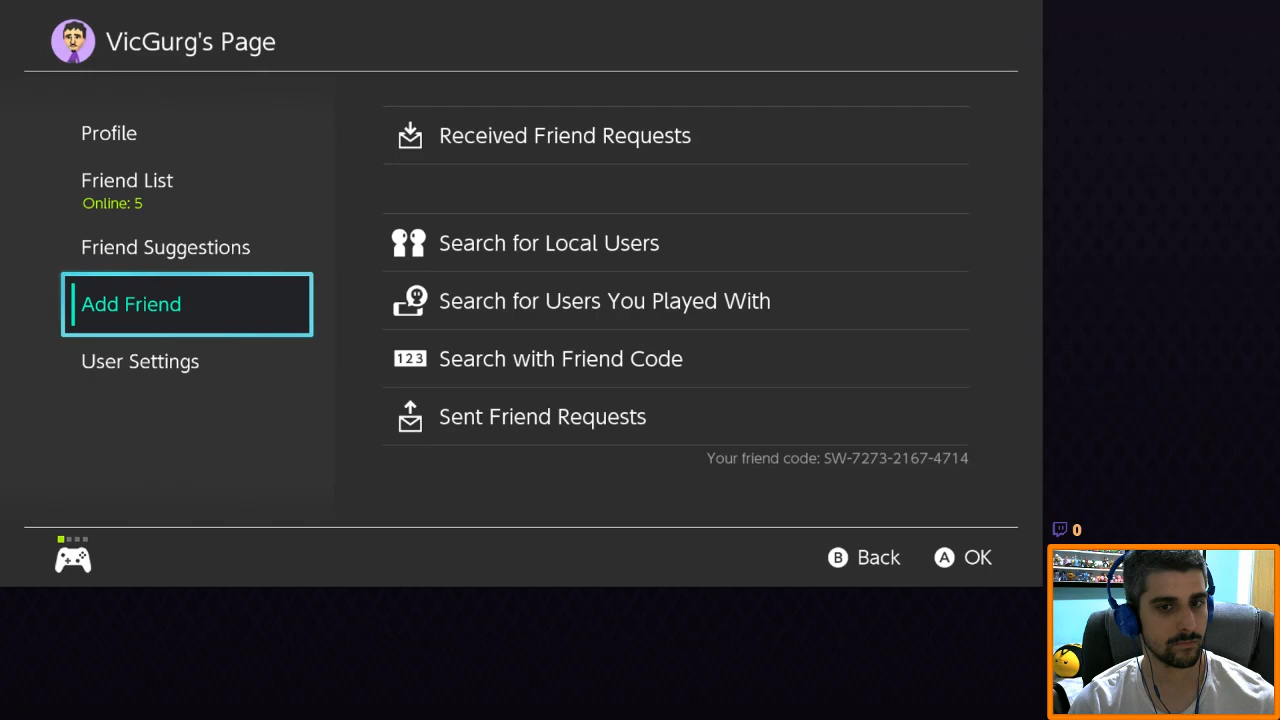 VicGurg's Page
Profile
Friend List
Online: 5
Friend Suggestions
Add Friend
User Settings
Received Friend Requests
Search for Local Users
Search for Users You Played With
123 Search with Friend Code
Sent Friend Requests
Your friend code: SW-7273-2167-4714
B Back
A OK
0